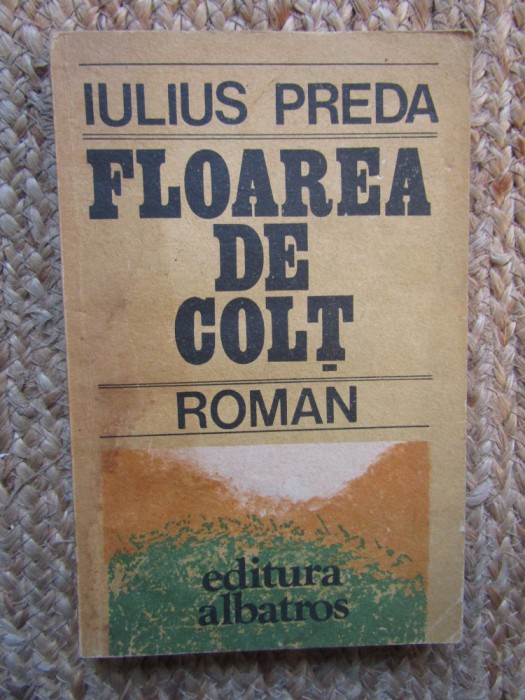 IULIUS PREDA
FLOAREA
DE
COLȚ
ROMAN
editura
albatros